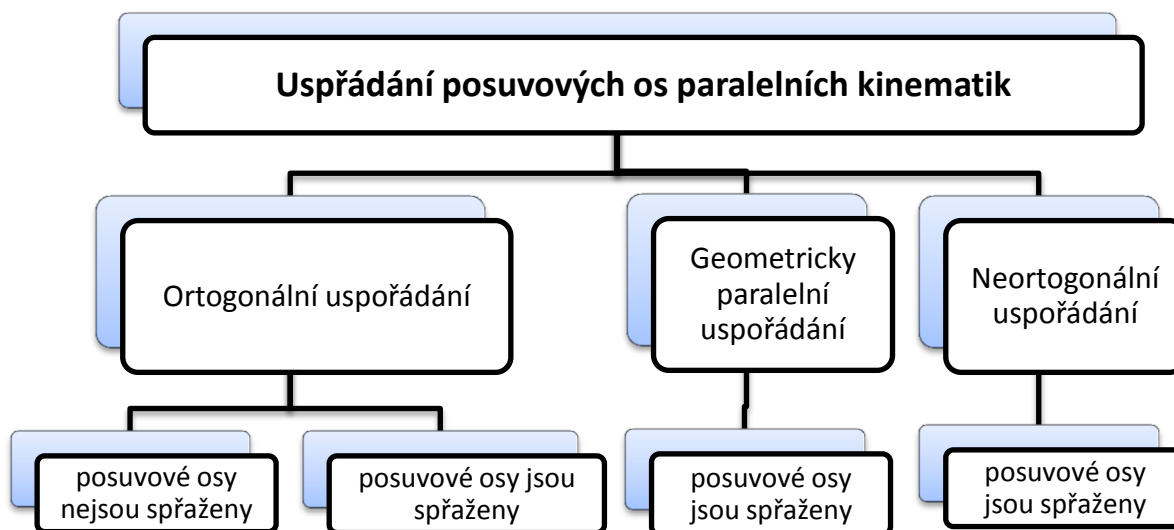 Uspřádání posuvových os paralelních kinematik
Ortogonální uspořádání
Geometricky
paralelní
uspořádání
Neortogonální
uspořádání
posuvové osy
nejsou spřaženy
posuvové osy jsou
spřaženy
posuvové osy
jsou spřaženy
posuvové osy
jsou spřaženy